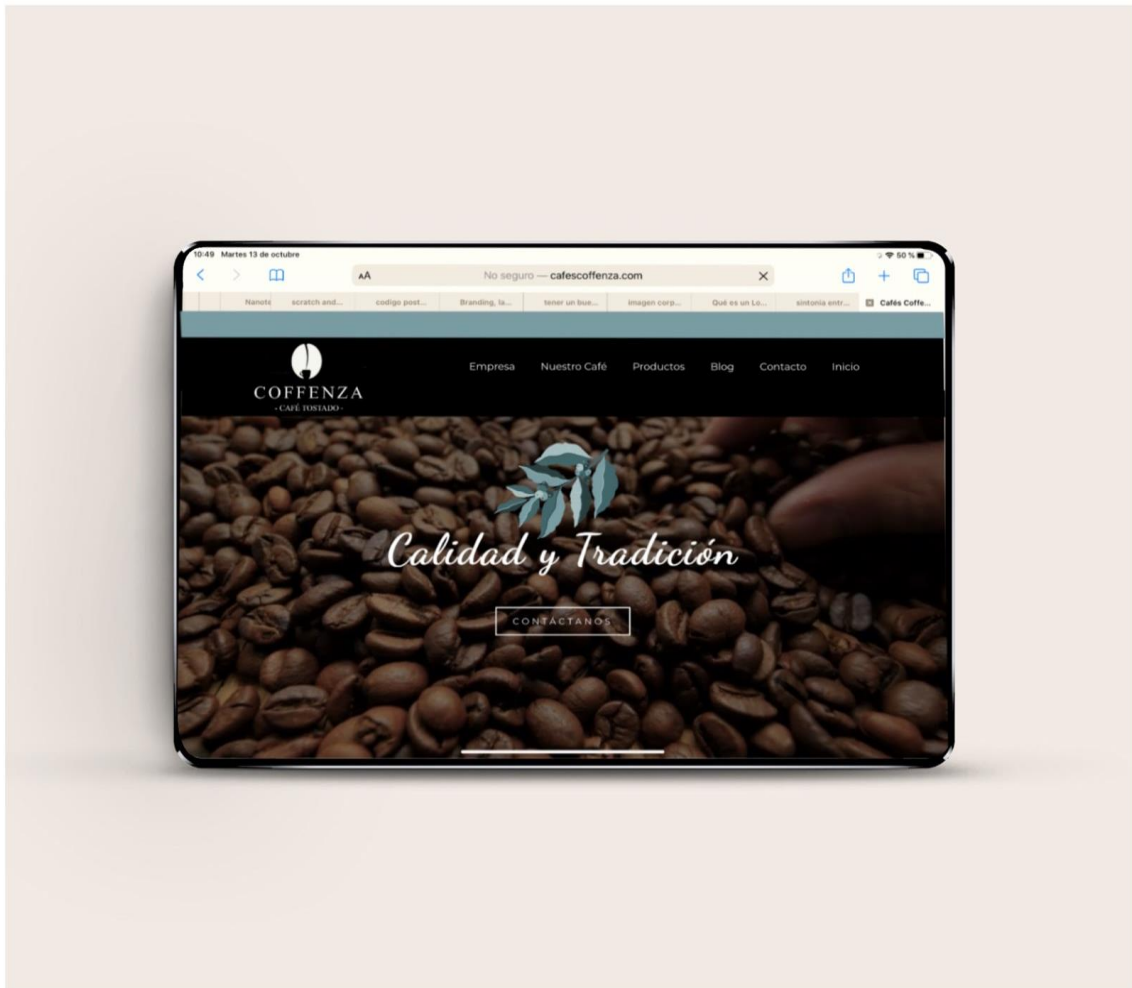 10:49 Martes 13 de octubre
50 %
AA No seguro — cafescoffenza.com
Nanote scratch and... codigo post... Branding, la... tener un bue... imagen corp... Qué es un Lo... sintonia entr... Cafés Coffe...
COFFENZA
- CAFÉ TOSTADO -
Empresa Nuestro Café Productos Blog Contacto Inicio
Calidad y Tradición
CONTÁCTANOS